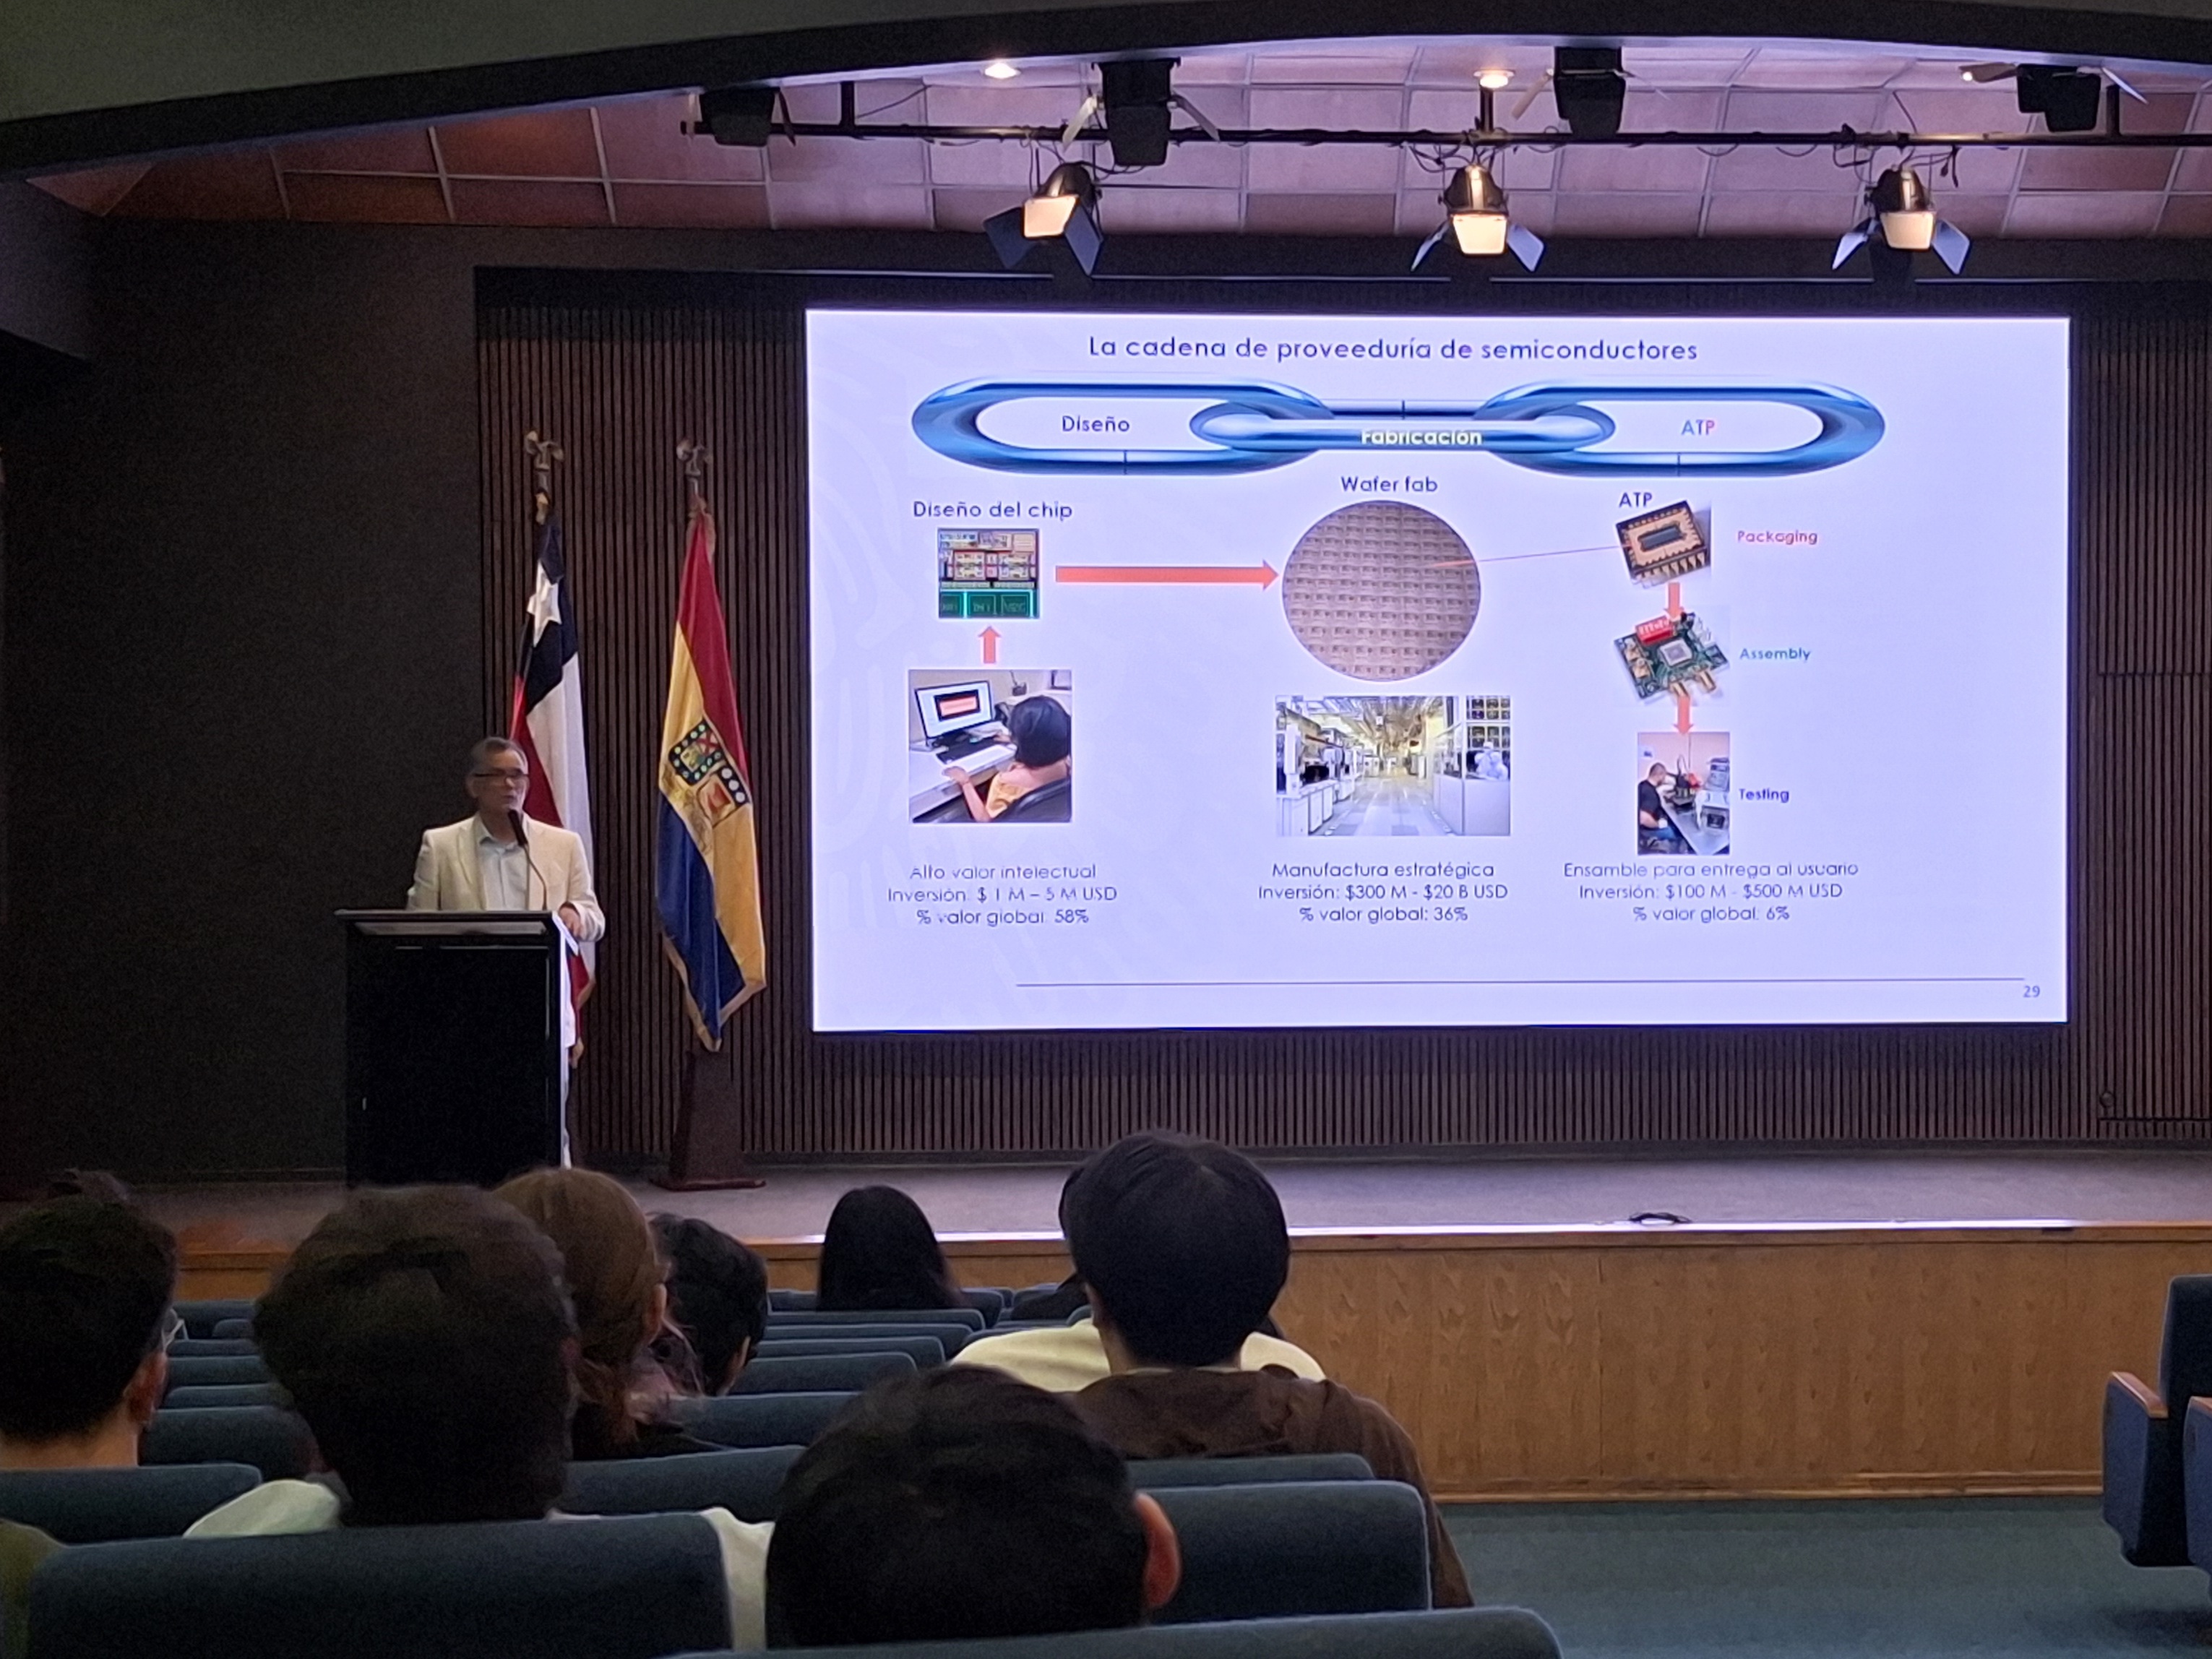 La cadena de proveeduría de semiconductores
Diseño
Fabricación
ATP
Diseño del chip
Wafer fab
ATP
Packaging
Assembly
Testing
Alto valor intelectual
Inversión: $ 1 M – 5 M USD
% valor global: 58%
Manufactura estratégica
Inversión: $300 M - $20 B USD
% valor global: 36%
Ensamble para entrega al usuario
Inversión: $100 M - $500 M USD
% valor global: 6%
29